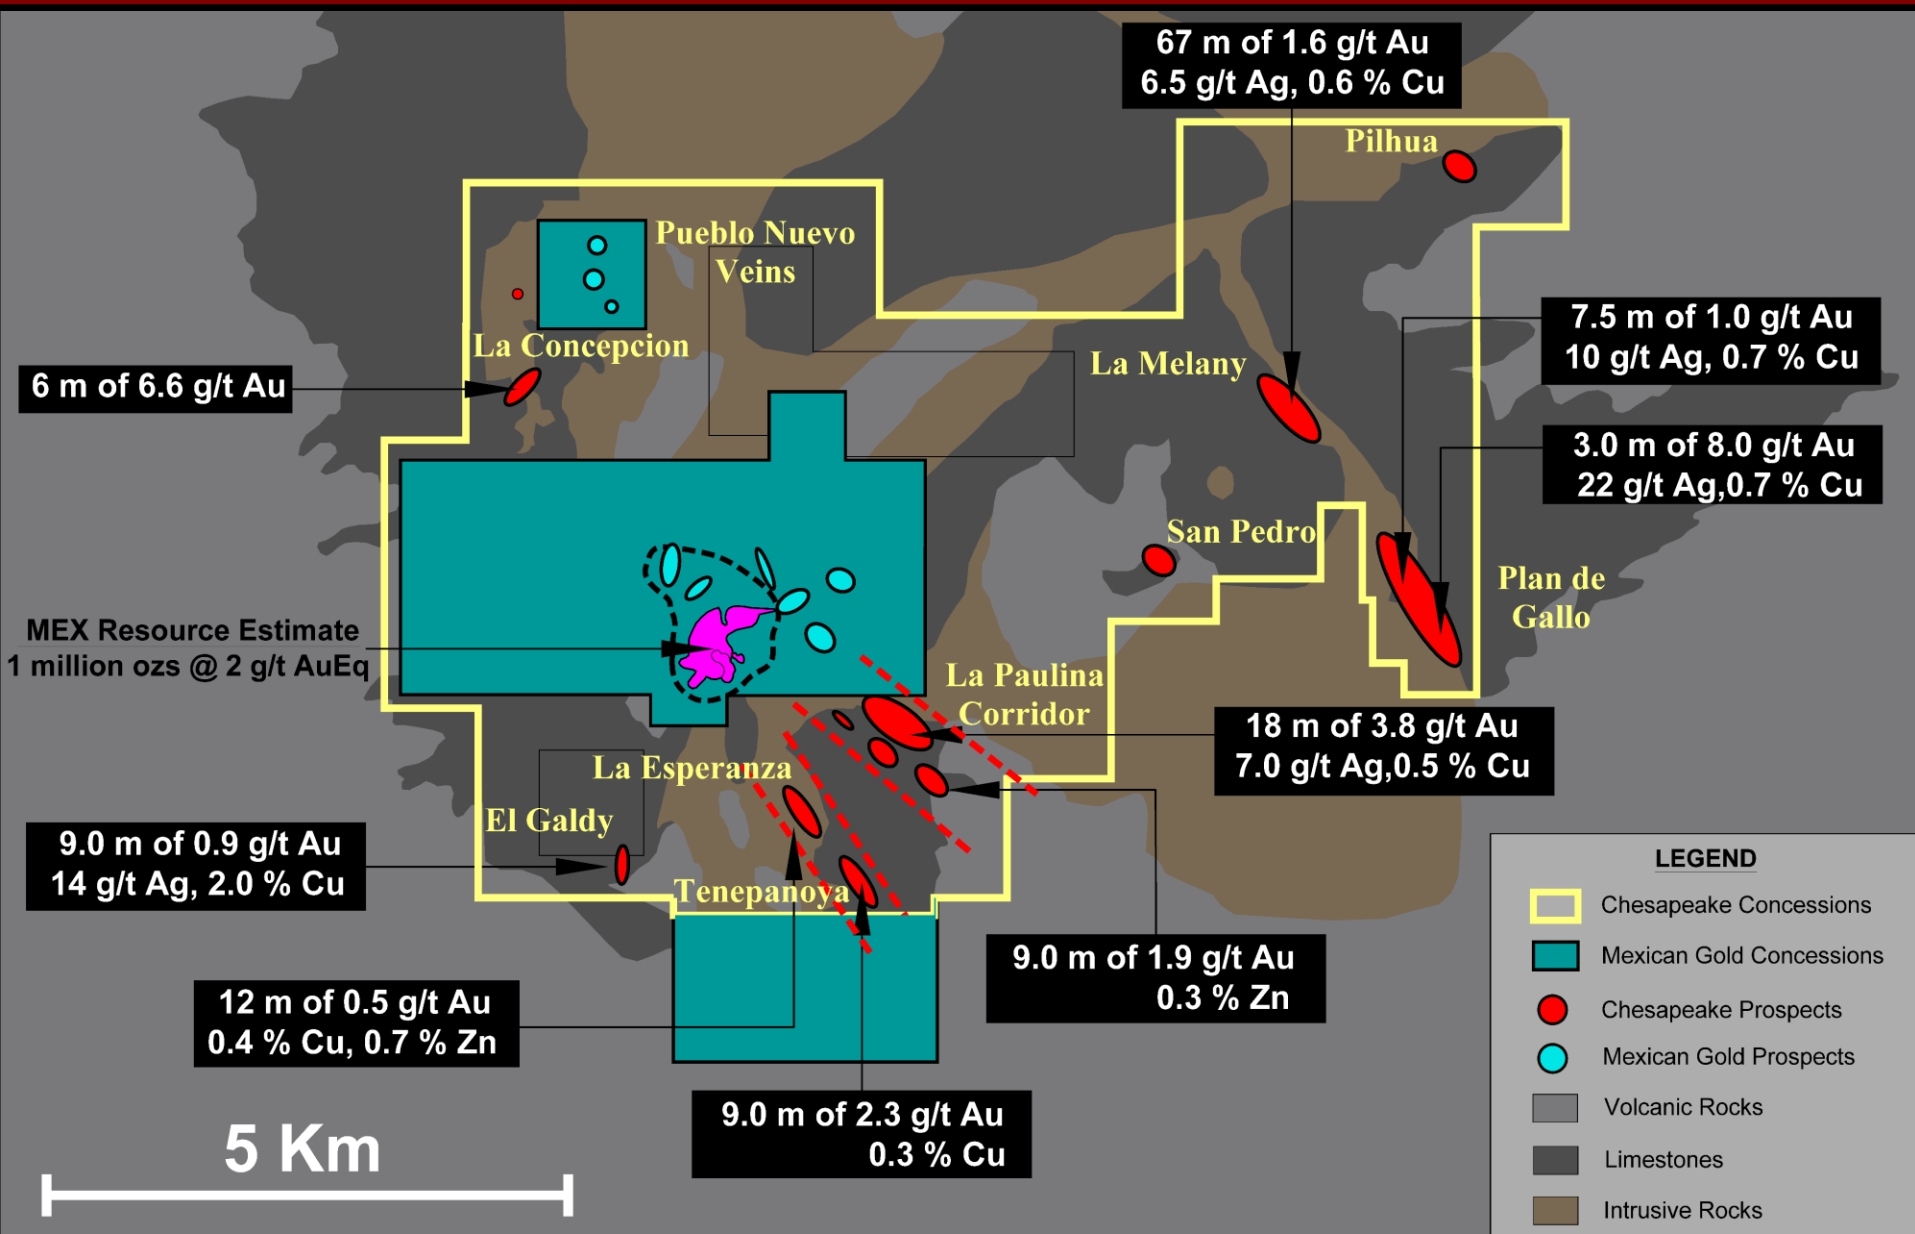 67 m of 1.6 g/t Au
6.5 g/t Ag, 0.6 % Cu
Pilhua
Pueblo Nuevo
Veins
La Concepcion
6 m of 6.6 g/t Au
La Melany
7.5 m of 1.0 g/t Au
10 g/t Ag, 0.7 % Cu
3.0 m of 8.0 g/t Au
22 g/t Ag,0.7 % Cu
San Pedro
Plan de
Gallo
MEX Resource Estimate
1 million ozs @ 2 g/t AuEq
La Paulina
Corridor
18 m of 3.8 g/t Au
7.0 g/t Ag,0.5 % Cu
La Esperanza
El Galdy
9.0 m of 0.9 g/t Au
14 g/t Ag, 2.0 % Cu
Tenepanoya
9.0 m of 1.9 g/t Au
0.3 % Zn
12 m of 0.5 g/t Au
0.4 % Cu, 0.7 % Zn
9.0 m of 2.3 g/t Au
0.3 % Cu
5 Km
LEGEND
Chesapeake Concessions
Mexican Gold Concessions
Chesapeake Prospects
Mexican Gold Prospects
Volcanic Rocks
Limestones
Intrusive Rocks